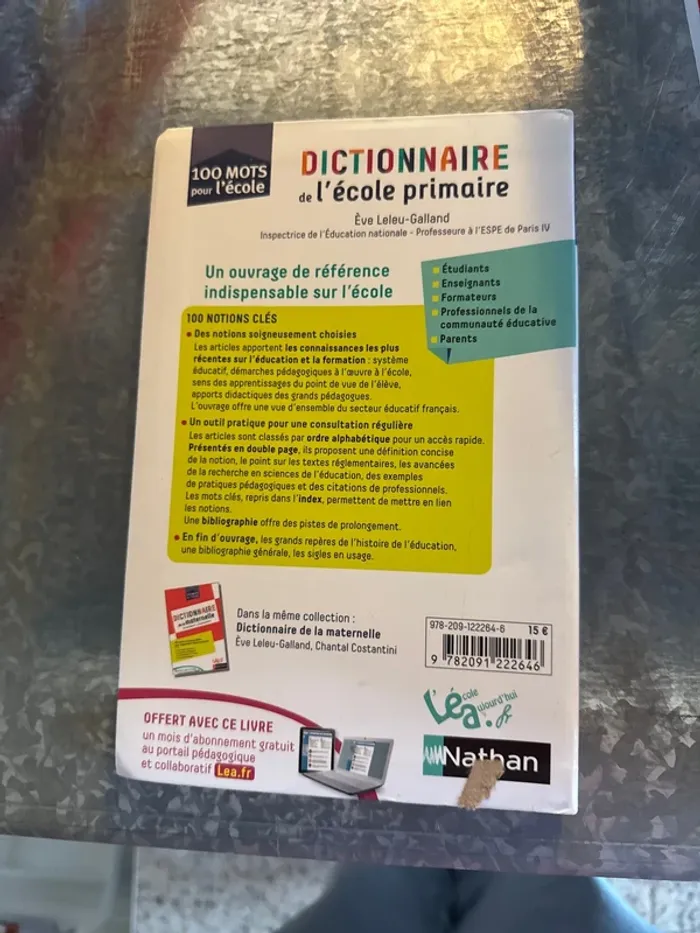 100 MOTS
pour l'école
DICTIONNAIRE
de l'école primaire
Ève Leleu-Galland
Inspectrice de l'Éducation nationale - Professeure à l'ESPE de Paris IV
Un ouvrage de référence
indispensable sur l'école
Étudiants
Enseignants
Formateurs
Professionnels de la
communauté éducative
Parents
100 NOTIONS CLÉS
• Des notions soigneusement choisies
Les articles apportent les connaissances les plus
récentes sur l'éducation et la formation : système
éducatif, démarches pédagogiques à l'œuvre à l'école,
sens des apprentissages du point de vue de l'élève,
apports didactiques des grands pédagogues.
L'ouvrage offre une vue d'ensemble du secteur éducatif français.
• Un outil pratique pour une consultation régulière
Les articles sont classés par ordre alphabétique pour un accès rapide.
Présentés en double page, ils proposent une définition concise
de la notion, le point sur les textes réglementaires, les avancées
de la recherche en sciences de l'éducation, des exemples
de pratiques pédagogiques et des citations de professionnels.
Les mots clés, repris dans l'index, permettent de mettre en lien
les notions.
Une bibliographie offre des pistes de prolongement.
• En fin d'ouvrage, les grands repères de l'histoire de l'éducation,
une bibliographie générale, les sigles en usage.
DICTIONNAIRE
de la maternelle
Dans la même collection :
Dictionnaire de la maternelle
Ève Leleu-Galland, Chantal Costantini
978-209-122264-6 15 €
9 782091 222646
L'école aujourd'hui
Léa.fr
Nathan
OFFERT AVEC CE LIVRE
un mois d'abonnement gratuit
au portail pédagogique
et collaboratif Lea.fr